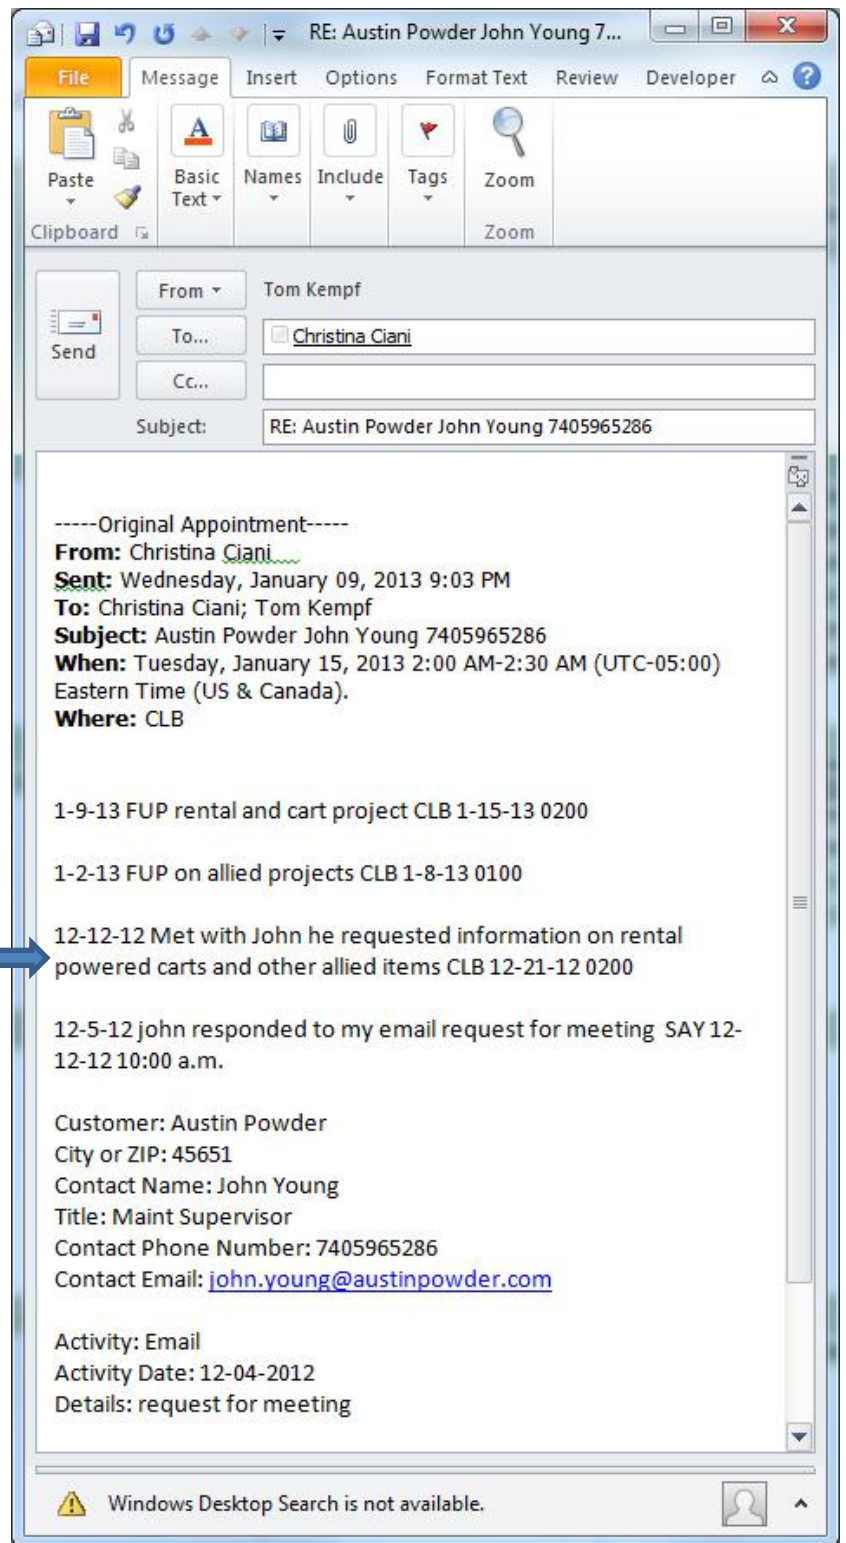 RE: Austin Powder John Young 7...
File Message Insert Options Format Text Review Developer
Paste
Basic Text
Names
Include
Tags
Zoom
Clipboard
Zoom
From Tom Kempf
Send
To... Christina Ciani
Cc...
Subject: RE: Austin Powder John Young 7405965286
-----Original Appointment-----
From: Christina Ciani
Sent: Wednesday, January 09, 2013 9:03 PM
To: Christina Ciani; Tom Kempf
Subject: Austin Powder John Young 7405965286
When: Tuesday, January 15, 2013 2:00 AM-2:30 AM (UTC-05:00)
Eastern Time (US & Canada).
Where: CLB
1-9-13 FUP rental and cart project CLB 1-15-13 0200
1-2-13 FUP on allied projects CLB 1-8-13 0100
12-12-12 Met with John he requested information on rental
powered carts and other allied items CLB 12-21-12 0200
12-5-12 john responded to my email request for meeting  SAY 12-
12-12 10:00 a.m.
Customer: Austin Powder
City or ZIP: 45651
Contact Name: John Young
Title: Maint Supervisor
Contact Phone Number: 7405965286
Contact Email: john.young@austinpowder.com
Activity: Email
Activity Date: 12-04-2012
Details: request for meeting
Windows Desktop Search is not available.